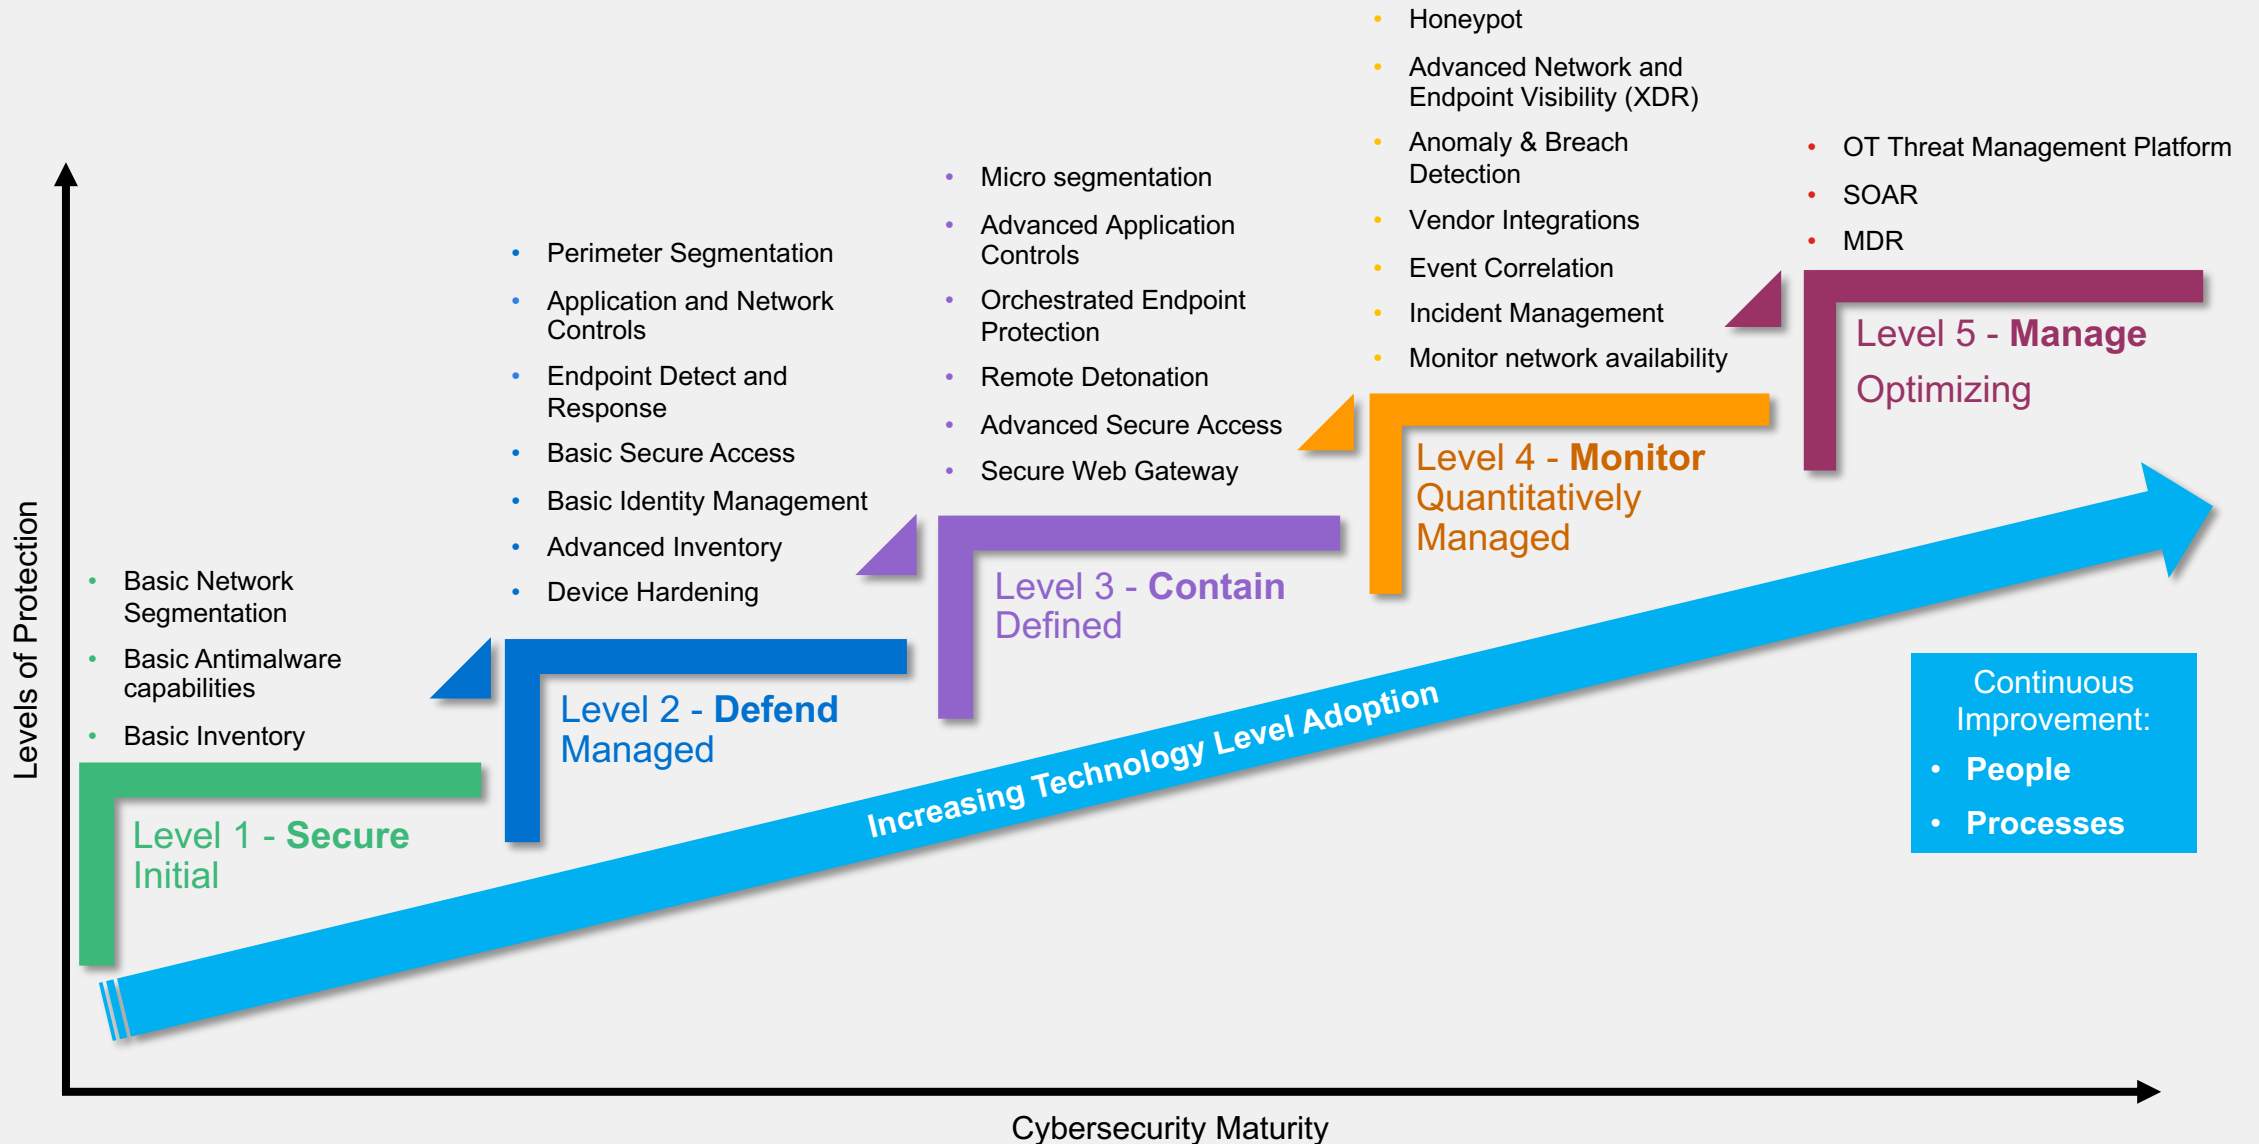 Levels of Protection
• Basic Network
Segmentation
• Basic Antimalware
capabilities
• Basic Inventory
Level 1 - Secure
Initial
• Perimeter Segmentation
• Application and Network
Controls
• Endpoint Detect and
Response
• Basic Secure Access
• Basic Identity Management
• Advanced Inventory
• Device Hardening
Level 2 - Defend
Managed
• Micro segmentation
• Advanced Application
Controls
• Orchestrated Endpoint
Protection
• Remote Detonation
• Advanced Secure Access
• Secure Web Gateway
Level 3 - Contain
Defined
• Honeypot
• Advanced Network and
Endpoint Visibility (XDR)
• Anomaly & Breach
Detection
• Vendor Integrations
• Event Correlation
• Incident Management
• Monitor network availability
Level 4 - Monitor
Quantitatively
Managed
• OT Threat Management Platform
• SOAR
• MDR
Level 5 - Manage
Optimizing
Increasing Technology Level Adoption
Continuous
Improvement:
• People
• Processes
Cybersecurity Maturity